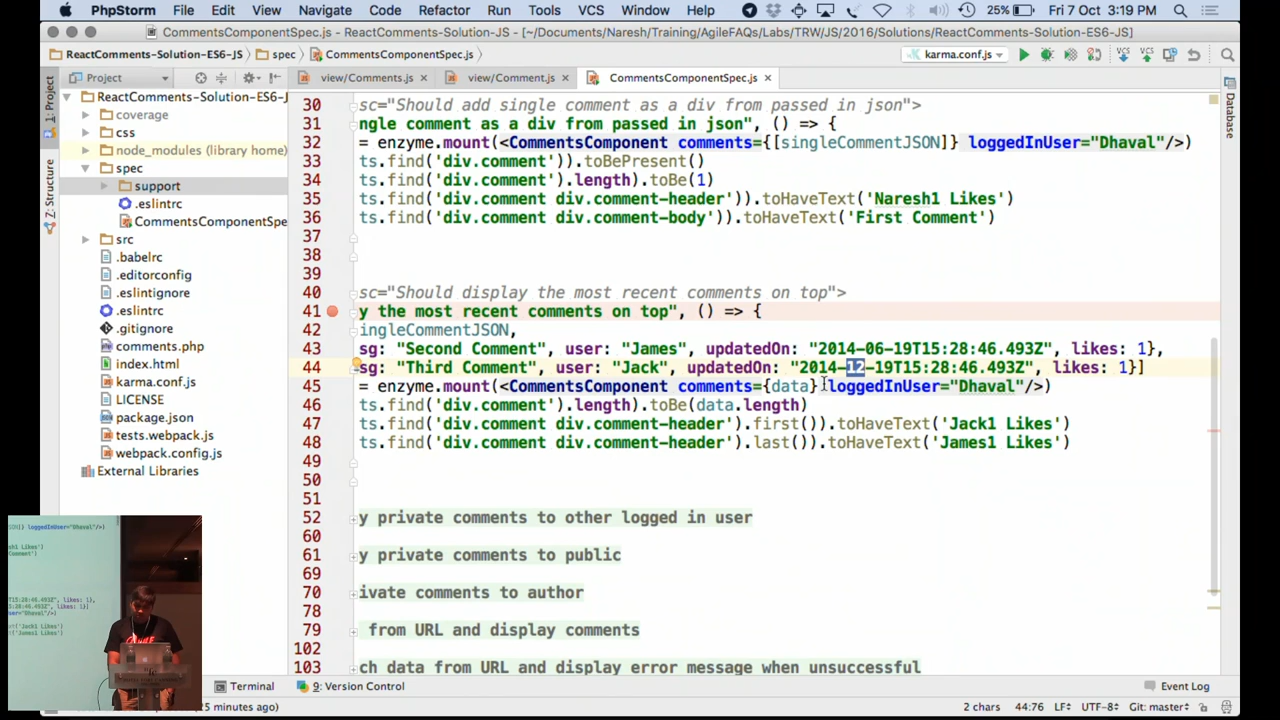 PhpStorm File Edit View Navigate Code Refactor Run Tools VCS Window Help 25% Fri 7 Oct 3:19 PM
CommentsComponentSpec.js - ReactComments-Solution-JS - [~/Documents/Naresh/Training/AgileFAQs/Labs/TRW/JS/2016/Solutions/ReactComments-Solution-ES6-JS]
ReactComments-Solution-ES6-JS spec CommentsComponentSpec.js karma.conf.js VCS VCS
Project view/Comments.js view/Comment.js CommentsComponentSpec.js
1: Project
7: Structure
Database
ReactComments-Solution-ES6-J
coverage
css
node_modules (library home)
spec
support
.eslintrc
CommentsComponentSpe
src
.babelrc
.editorconfig
.eslintignore
.eslintrc
.gitignore
comments.php
index.html
karma.conf.js
LICENSE
package.json
tests.webpack.js
webpack.config.js
External Libraries
30 sc="Should add single comment as a div from passed in json">
31 ngle comment as a div from passed in json", () => {
32 = enzyme.mount(<CommentsComponent comments={[singleCommentJSON]} loggedInUser="Dhaval"/>)
33 ts.find('div.comment')).toBePresent()
34 ts.find('div.comment').length).toBe(1)
35 ts.find('div.comment div.comment-header')).toHaveText('Naresh1 Likes')
36 ts.find('div.comment div.comment-body')).toHaveText('First Comment')
37
38
39
40 sc="Should display the most recent comments on top">
41 y the most recent comments on top", () => {
42 ingleCommentJSON,
43 sg: "Second Comment", user: "James", updatedOn: "2014-06-19T15:28:46.493Z", likes: 1},
44 sg: "Third Comment", user: "Jack", updatedOn: "2014-12-19T15:28:46.493Z", likes: 1}]
45 = enzyme.mount(<CommentsComponent comments={data} loggedInUser="Dhaval"/>)
46 ts.find('div.comment').length).toBe(data.length)
47 ts.find('div.comment div.comment-header').first()).toHaveText('Jack1 Likes')
48 ts.find('div.comment div.comment-header').last()).toHaveText('James1 Likes')
49
50
51
52 y private comments to other logged in user
60
61 y private comments to public
69
70 ivate comments to author
78
79 from URL and display comments
102
103 ch data from URL and display error message when unsuccessful
Terminal 9: Version Control Event Log
minutes ago) 2 chars 44:76 LF UTF-8 Git: master